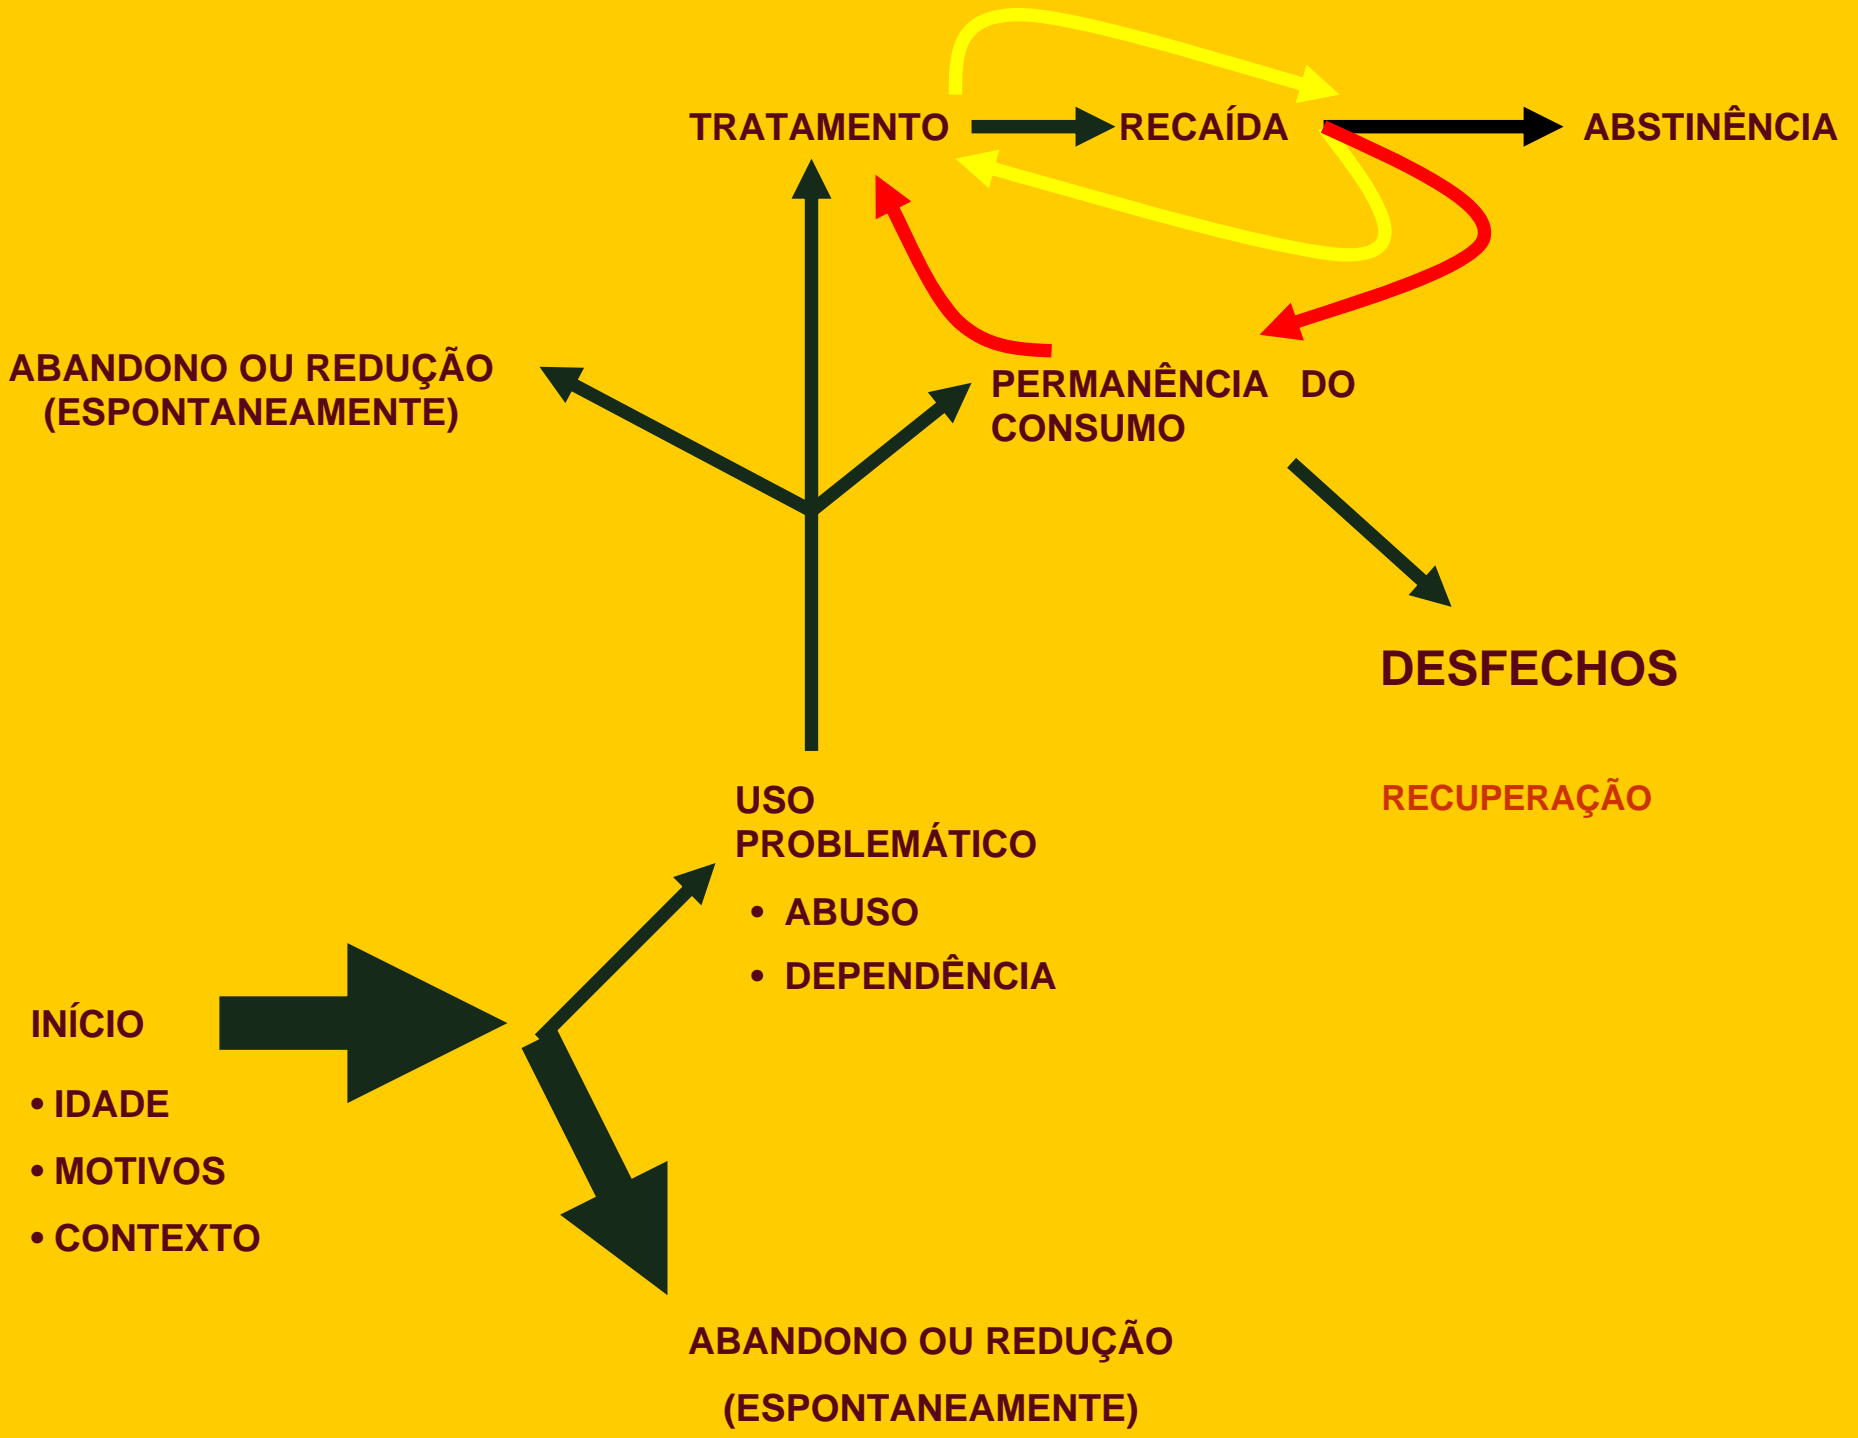 TRATAMENTO
RECAÍDA
ABSTINÊNCIA
ABANDONO OU REDUÇÃO
(ESPONTANEAMENTE)
PERMANÊNCIA DO
CONSUMO
DESFECHOS
RECUPERAÇÃO
USO
PROBLEMÁTICO
• ABUSO
• DEPENDÊNCIA
INÍCIO
• IDADE
• MOTIVOS
• CONTEXTO
ABANDONO OU REDUÇÃO
(ESPONTANEAMENTE)